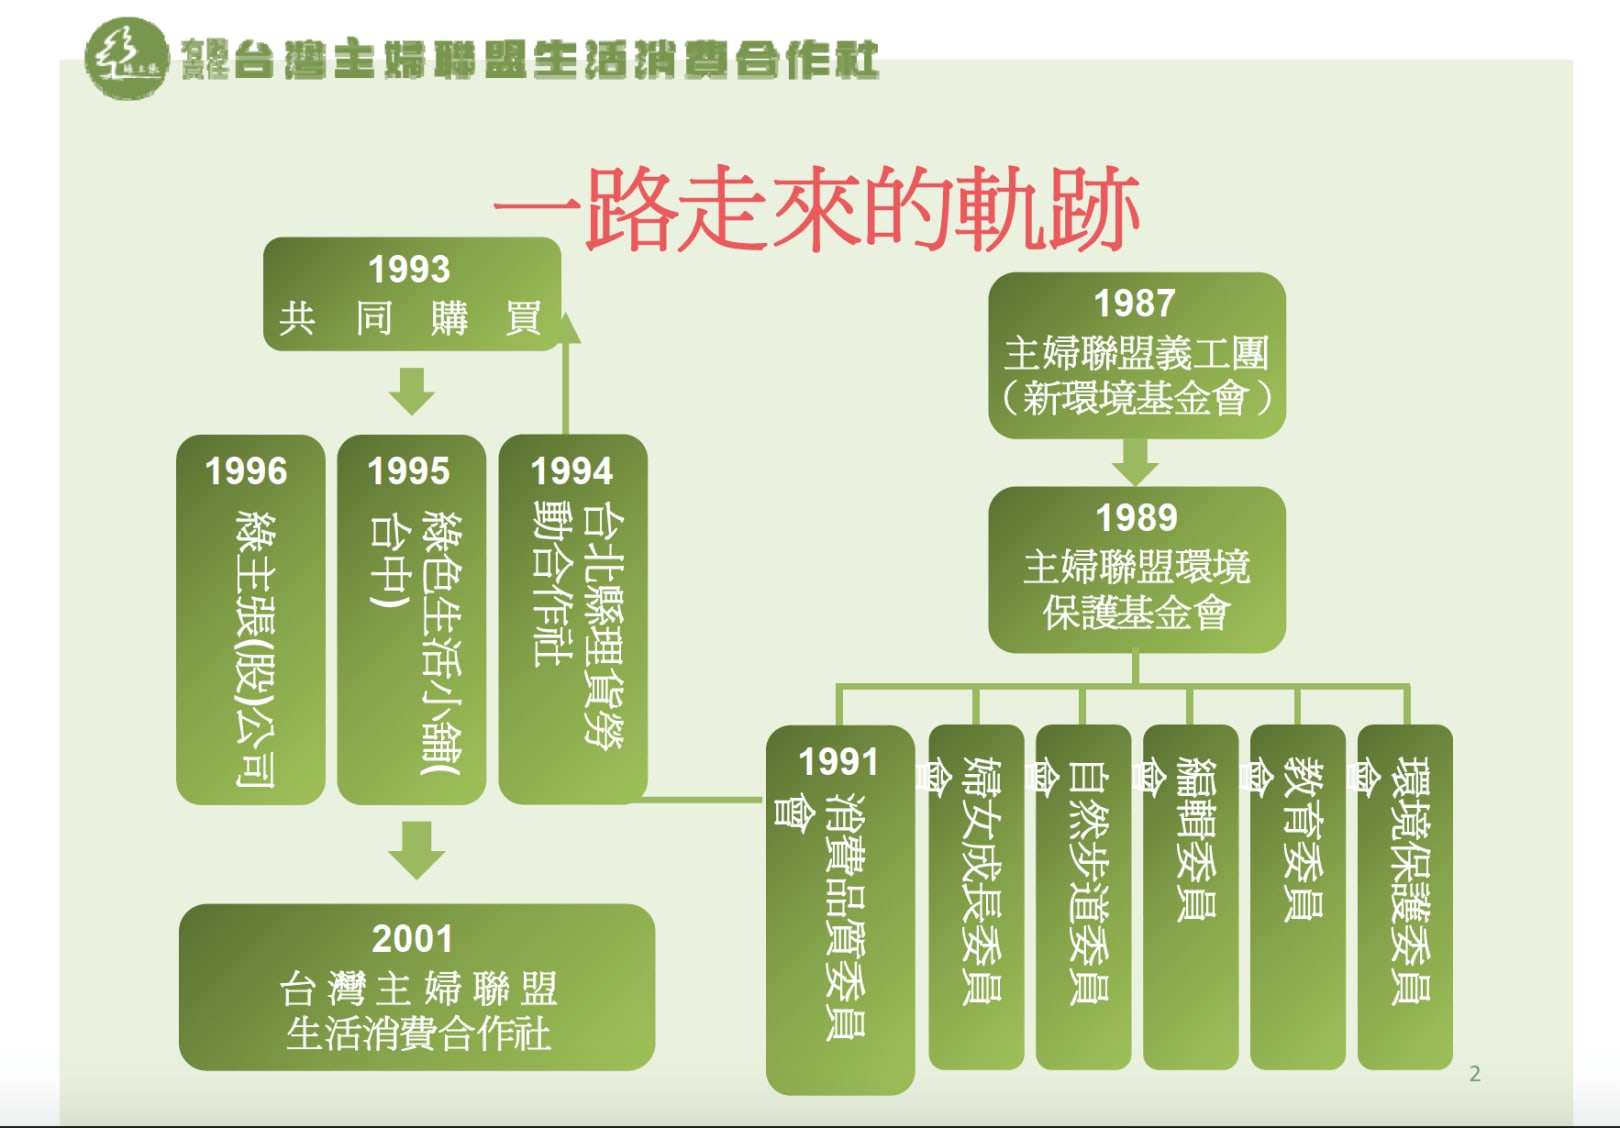 綠主張
有限責任台灣主婦聯盟生活消費合作社
一路走來的軌跡
1993
共同購買
1987
主婦聯盟義工團
（新環境基金會）
1996
綠主張(股)公司
1995
綠色生活小舖(
台中)
1994
台北縣理貨勞
動合作社
1989
主婦聯盟環境
保護基金會
1991
消費品質委員
會
婦女成長委員
會
自然步道委員
會
編輯委員
會
教育委員
會
環境保護委員
會
2001
台灣主婦聯盟
生活消費合作社
2